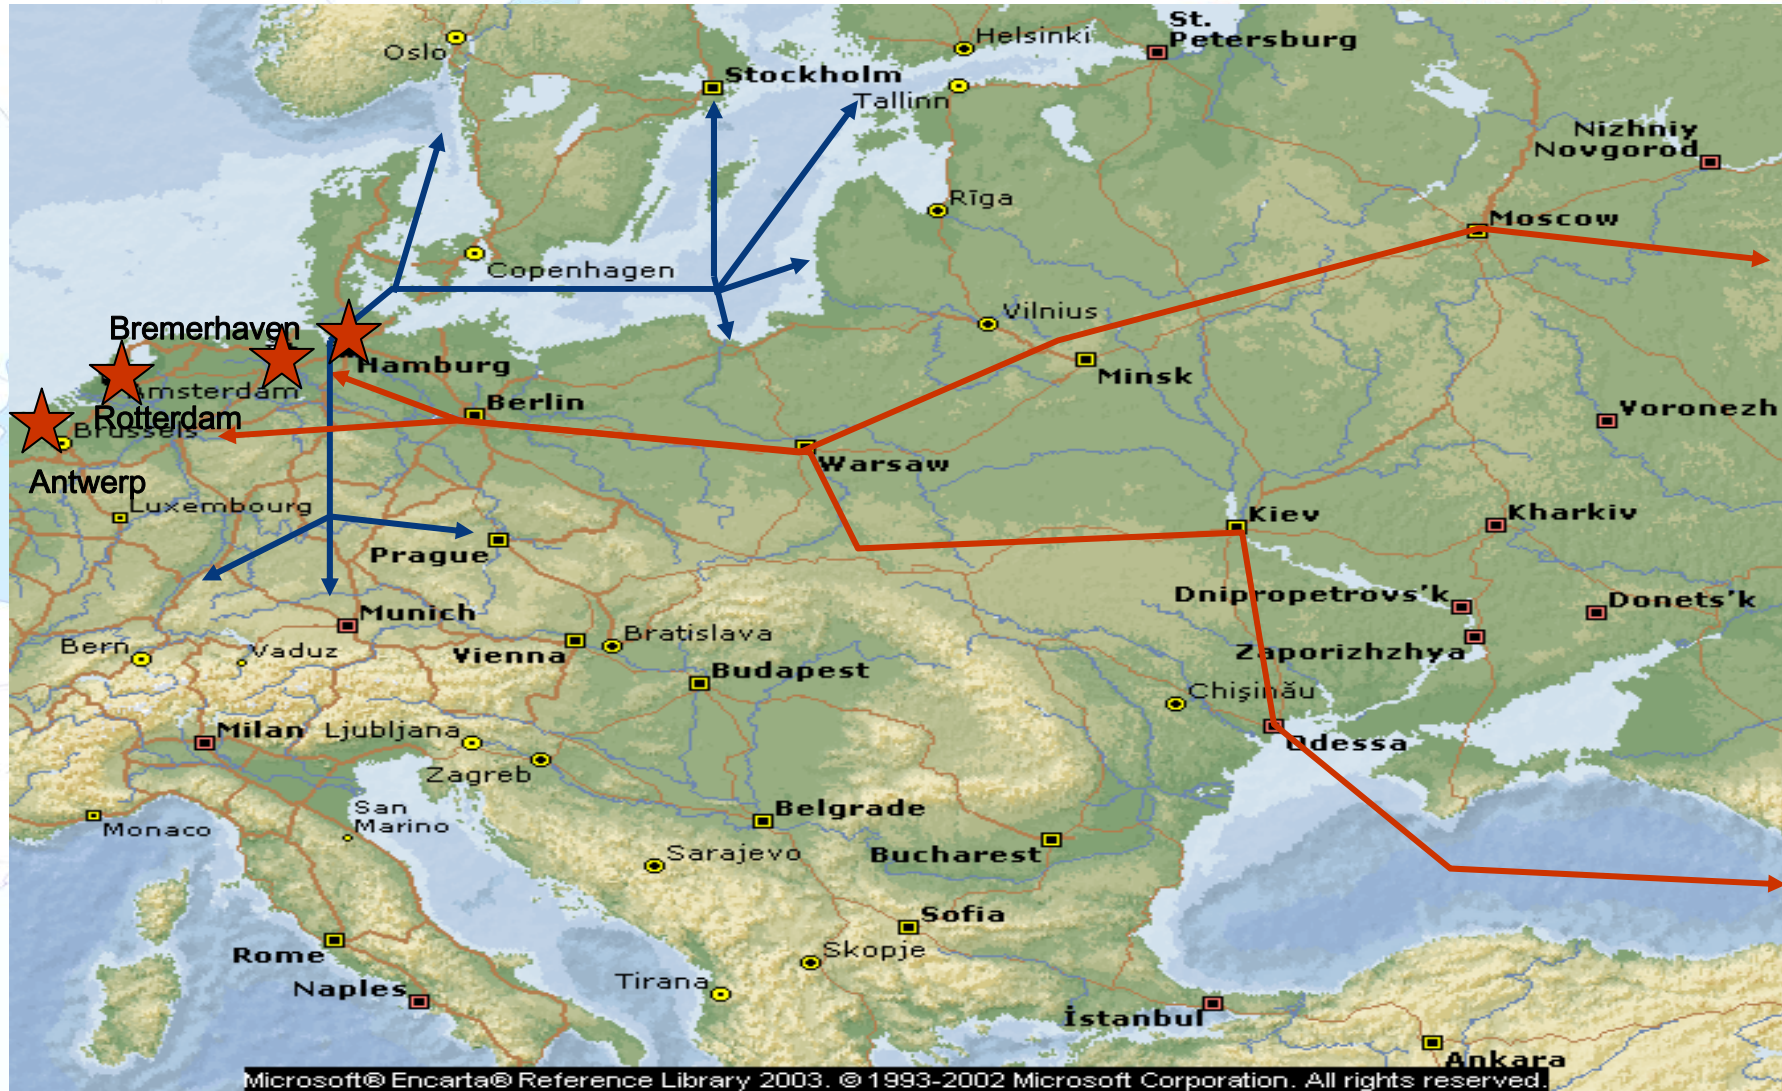 St.
Petersburg
Helsinki
Oslo
Stockholm
Tallinn
Nizhniy
Novgorod
Rīga
Moscow
Copenhagen
Vilnius
Bremerhaven
Hamburg
Minsk
Amsterdam
Berlin
Voronezh
Rotterdam
Brussels
Warsaw
Antwerp
Luxembourg
Kiev
Kharkiv
Prague
Dnipropetrovs'k
Donets'k
Munich
Bratislava
Bern
Vaduz
Vienna
Zaporizhzhya
Budapest
Chişinău
Milan
Ljubljana
Odessa
Zagreb
San
Marino
Belgrade
Monaco
Sarajevo
Bucharest
Sofia
Skopje
Rome
Tirana
Naples
İstanbul
Ankara
Microsoft® Encarta® Reference Library 2003. © 1993-2002 Microsoft Corporation. All rights reserved.